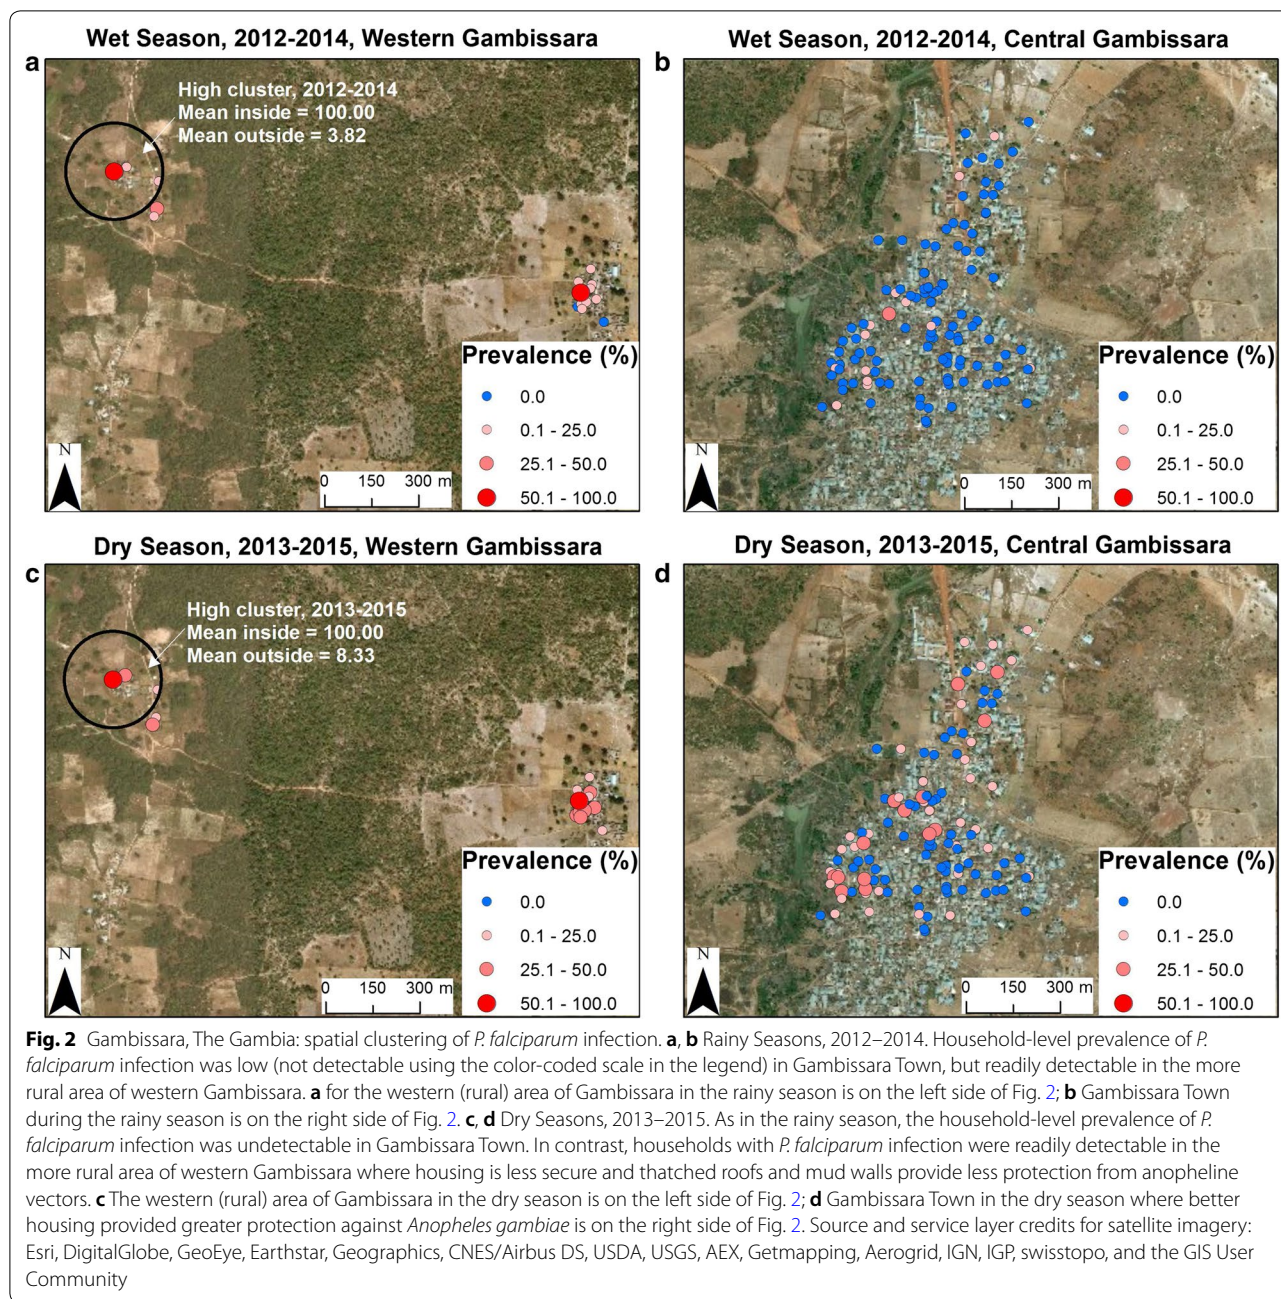 Wet Season, 2012-2014, Western Gambissara
a
High cluster, 2012-2014
Mean inside = 100.00
Mean outside = 3.82
Prevalence (%)
0.0
0.1 - 25.0
25.1 - 50.0
50.1 - 100.0
N
0 150 300 m
Wet Season, 2012-2014, Central Gambissara
b
Prevalence (%)
0.0
0.1 - 25.0
25.1 - 50.0
50.1 - 100.0
N
0 150 300 m
Dry Season, 2013-2015, Western Gambissara
c
High cluster, 2013-2015
Mean inside = 100.00
Mean outside = 8.33
Prevalence (%)
0.0
0.1 - 25.0
25.1 - 50.0
50.1 - 100.0
N
0 150 300 m
Dry Season, 2013-2015, Central Gambissara
d
Prevalence (%)
0.0
0.1 - 25.0
25.1 - 50.0
50.1 - 100.0
N
0 150 300 m
Fig. 2 Gambissara, The Gambia: spatial clustering of P. falciparum infection. a, b Rainy Seasons, 2012–2014. Household-level prevalence of P.
falciparum infection was low (not detectable using the color-coded scale in the legend) in Gambissara Town, but readily detectable in the more
rural area of western Gambissara. a for the western (rural) area of Gambissara in the rainy season is on the left side of Fig. 2; b Gambissara Town
during the rainy season is on the right side of Fig. 2. c, d Dry Seasons, 2013–2015. As in the rainy season, the household-level prevalence of P.
falciparum infection was undetectable in Gambissara Town. In contrast, households with P. falciparum infection were readily detectable in the
more rural area of western Gambissara where housing is less secure and thatched roofs and mud walls provide less protection from anopheline
vectors. c The western (rural) area of Gambissara in the dry season is on the left side of Fig. 2; d Gambissara Town in the dry season where better
housing provided greater protection against Anopheles gambiae is on the right side of Fig. 2. Source and service layer credits for satellite imagery:
Esri, DigitalGlobe, GeoEye, Earthstar, Geographics, CNES/Airbus DS, USDA, USGS, AEX, Getmapping, Aerogrid, IGN, IGP, swisstopo, and the GIS User
Community